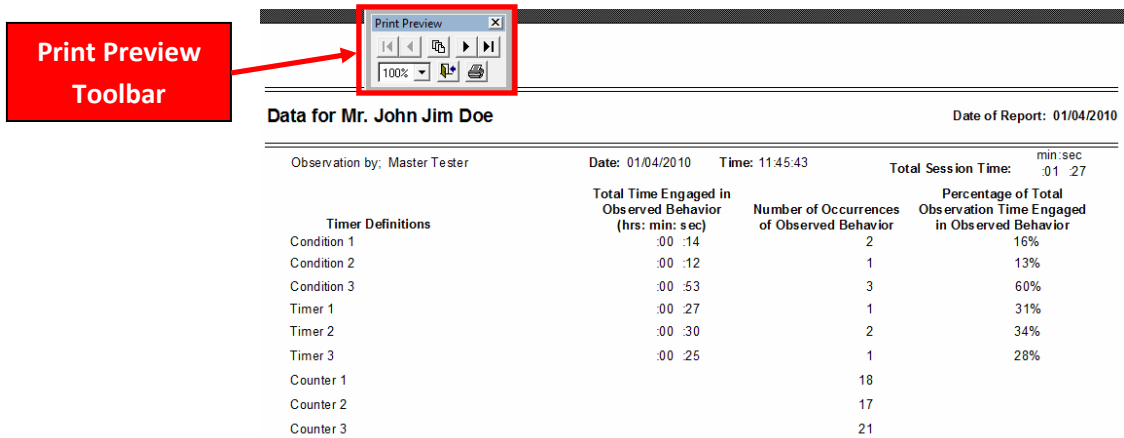 Print Preview
Toolbar
Print Preview
100%
Data for Mr. John Jim Doe
Date of Report: 01/04/2010
Observation by; Master Tester Date: 01/04/2010 Time: 11:45:43 Total Session Time: min:sec
:01 :27
Timer Definitions
Total Time Engaged in
Observed Behavior
(hrs: min: sec)
Number of Occurrences
of Observed Behavior
Percentage of Total
Observation Time Engaged
in Observed Behavior
Condition 1 :00 :14 2 16%
Condition 2 :00 :12 1 13%
Condition 3 :00 :53 3 60%
Timer 1 :00 :27 1 31%
Timer 2 :00 :30 2 34%
Timer 3 :00 :25 1 28%
Counter 1 18
Counter 2 17
Counter 3 21